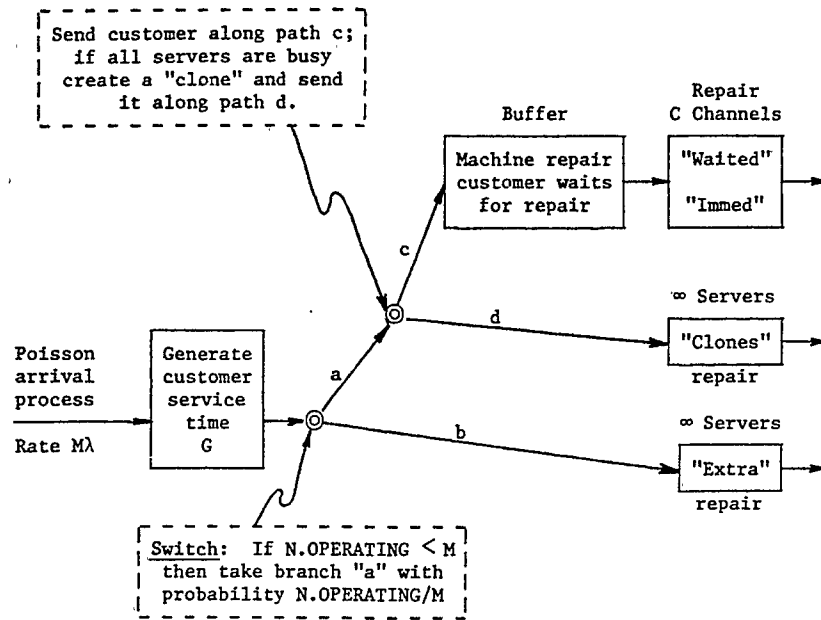 Send customer along path c;
if all servers are busy
create a "clone" and send
it along path d.
Repair
C Channels
Buffer
Machine repair
customer waits
for repair
"Waited"
"Immed"
c
∞ Servers
d
"Clones"
repair
Poisson
arrival
process
Rate Mλ
Generate
customer
service
time
G
a
∞ Servers
b
"Extra"
repair
Switch: If N.OPERATING < M
then take branch "a" with
probability N.OPERATING/M